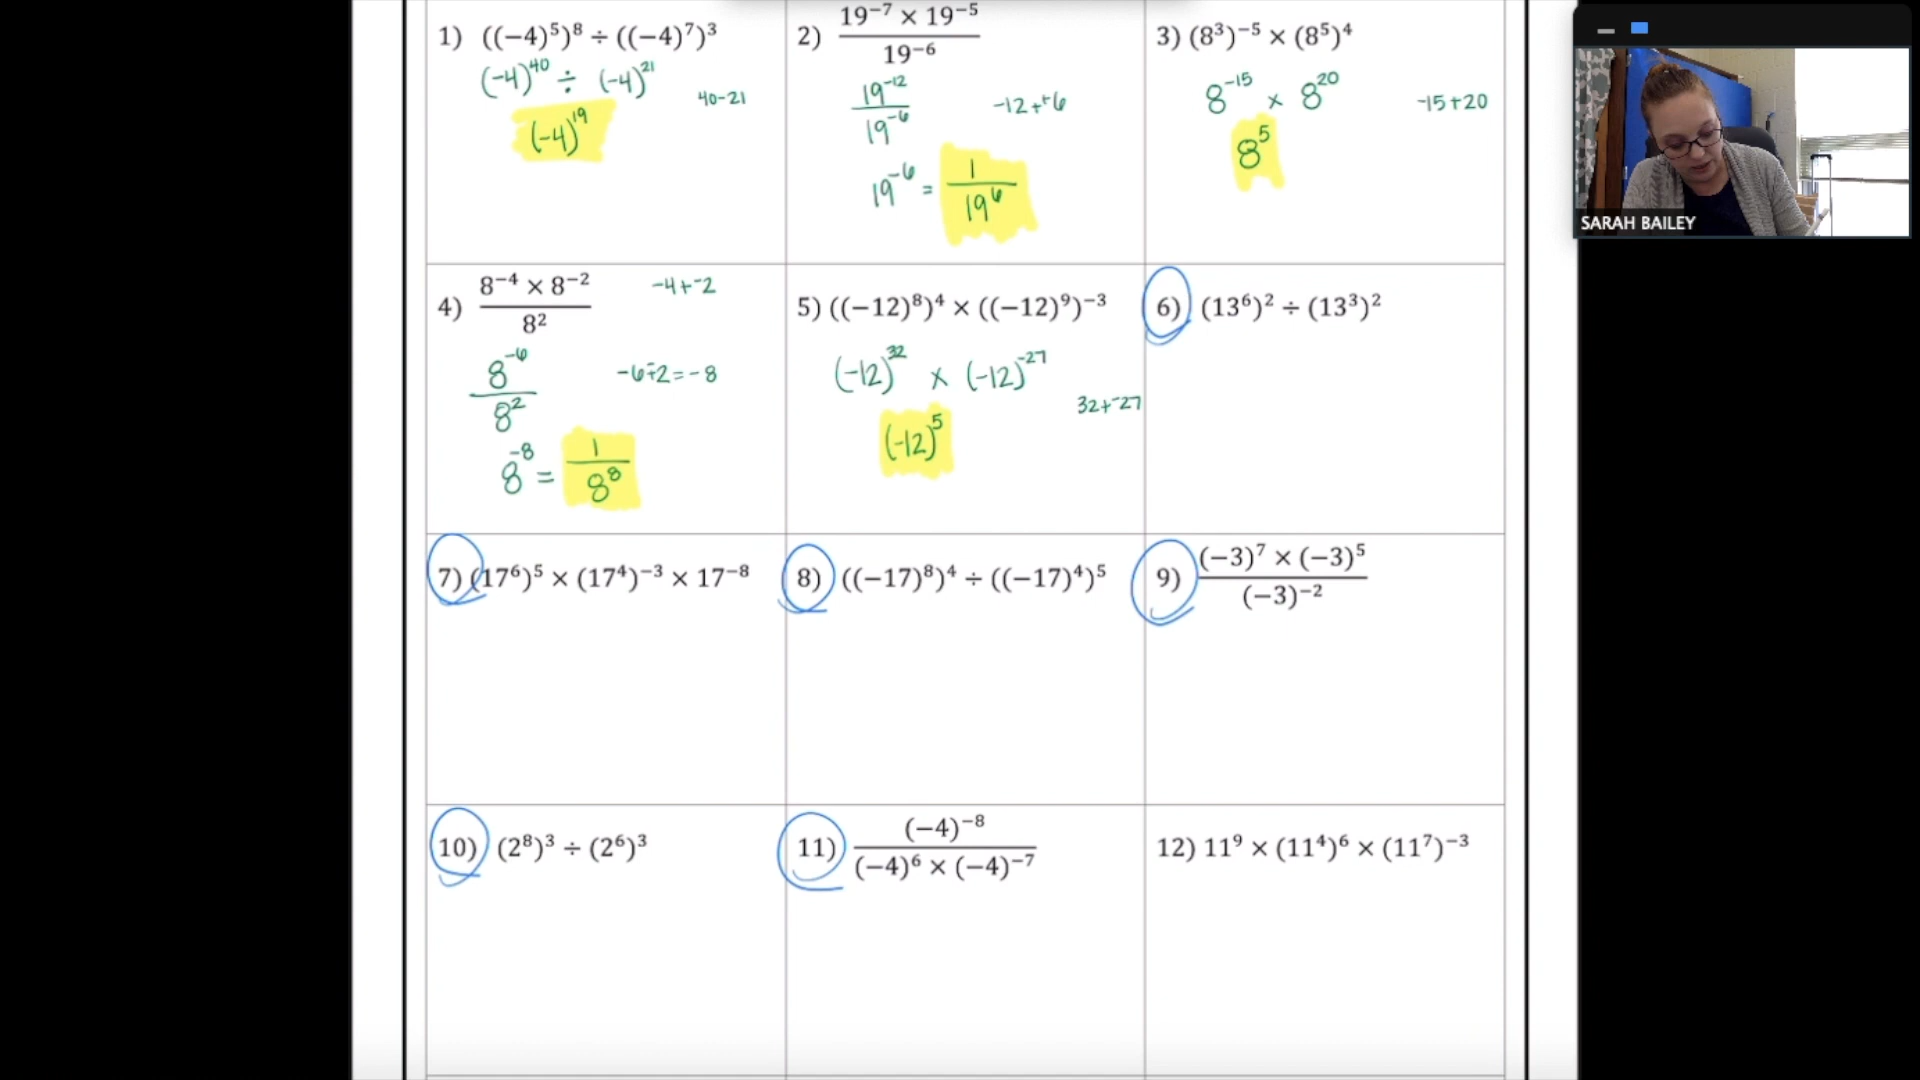 1) ((−4)⁵)⁸ ÷ ((−4)⁷)³
(-4)⁴⁰ ÷ (-4)²¹
40-21
(-4)¹⁹
2) 19⁻⁷ × 19⁻⁵
19⁻⁶
19⁻¹²
19⁻⁶
-12++6
19⁻⁶ = 1
19⁶
3) (8³)⁻⁵ × (8⁵)⁴
8⁻¹⁵ x 8²⁰
-15+20
8⁵
4) 8⁻⁴ × 8⁻²
8²
-4+-2
8⁻⁶
8²
-6-2=-8
8⁻⁸ = 1
8⁸
5) ((−12)⁸)⁴ × ((−12)⁹)⁻³
(-12)³² x (-12)⁻²⁷
32+-27
(-12)⁵
6) (13⁶)² ÷ (13³)²
7) (17⁶)⁵ × (17⁴)⁻³ × 17⁻⁸
8) ((−17)⁸)⁴ ÷ ((−17)⁴)⁵
9) (−3)⁷ × (−3)⁵
(−3)⁻²
10) (2⁸)³ ÷ (2⁶)³
11) (−4)⁻⁸
(−4)⁶ × (−4)⁻⁷
12) 11⁹ × (11⁴)⁶ × (11⁷)⁻³
SARAH BAILEY